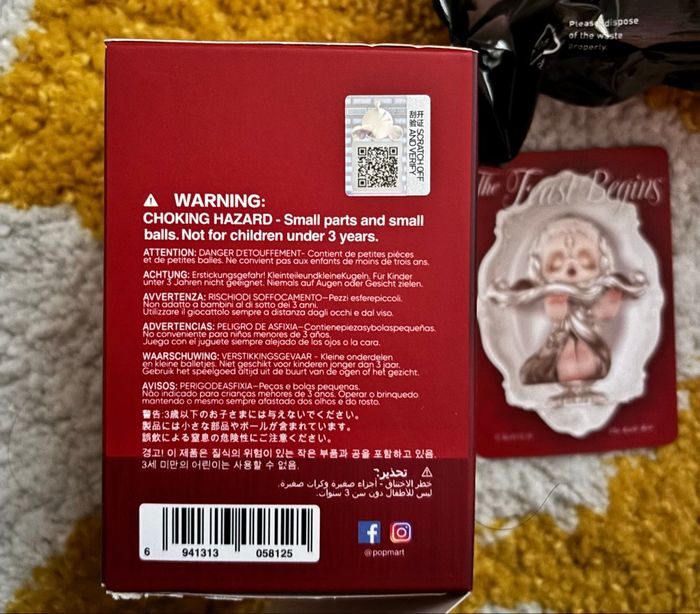 Please dispose
of the waste
properly.
开 SCRATCH OFF
刮验证 AND VERIFY
The Feast Begins
WARNING:
CHOKING HAZARD - Small parts and small
balls. Not for children under 3 years.
ATTENTION: DANGER D'ETOUFFEMENT- Contient de petites pièces
et de petites balles. Ne convient pas aux enfants de moins de trois ans.
ACHTUNG: Erstickungsgefahr! KleinteileundkleineKugeln. Für Kinder
unter 3 Jahren nicht geeignet. Niemals auf Augen oder Gesicht zielen.
AVVERTENZA: RISCHIODI SOFFOCAMENTO-Pezzi esferepiccoli.
Non adatto a bambini al di sotto dei 3 anni.
Utilizzare il giocattolo sempre a distanza dagli occhi e dal viso.
ADVERTENCIAS: PELIGRO DE ASFIXIA-Contienepiezasybolaspequeñas.
No conveniente para niños menores de 3 años.
Juega con el juguete siempre alejado de los ojos o la cara.
WAARSCHUWING: VERSTIKKINGSGEVAAR - Kleine onderdelen
en kleine balletjes. Niet geschikt voor kinderen jonger dan 3 jaar.
Gebruik het speelgoed altijd uit de buurt van de ogen of het gezicht.
AVISOS: PERIGODEASFIXIA-Peças e bolas pequenas.
Não indicado para crianças menores de 3 anos. Operar o brinquedo
mantendo o mesmo sempre afastado dos olhos e do rosto.
警告:3歳以下のお子さまには与えないでください。
製品には小さな部品やボールが含まれています。
誤飲による窒息の危険性にご注意ください。
경고! 이 제품은 질식의 위험이 있는 작은 부품과 공을 포함하고 있음.
3세 미만의 어린이는 사용할 수 없음.
تحذير:
خطر الاختناق - أجزاء صغيرة وكرات صغيرة.
ليس للأطفال دون سن 3 سنوات.
6 941313 058125
@popmart